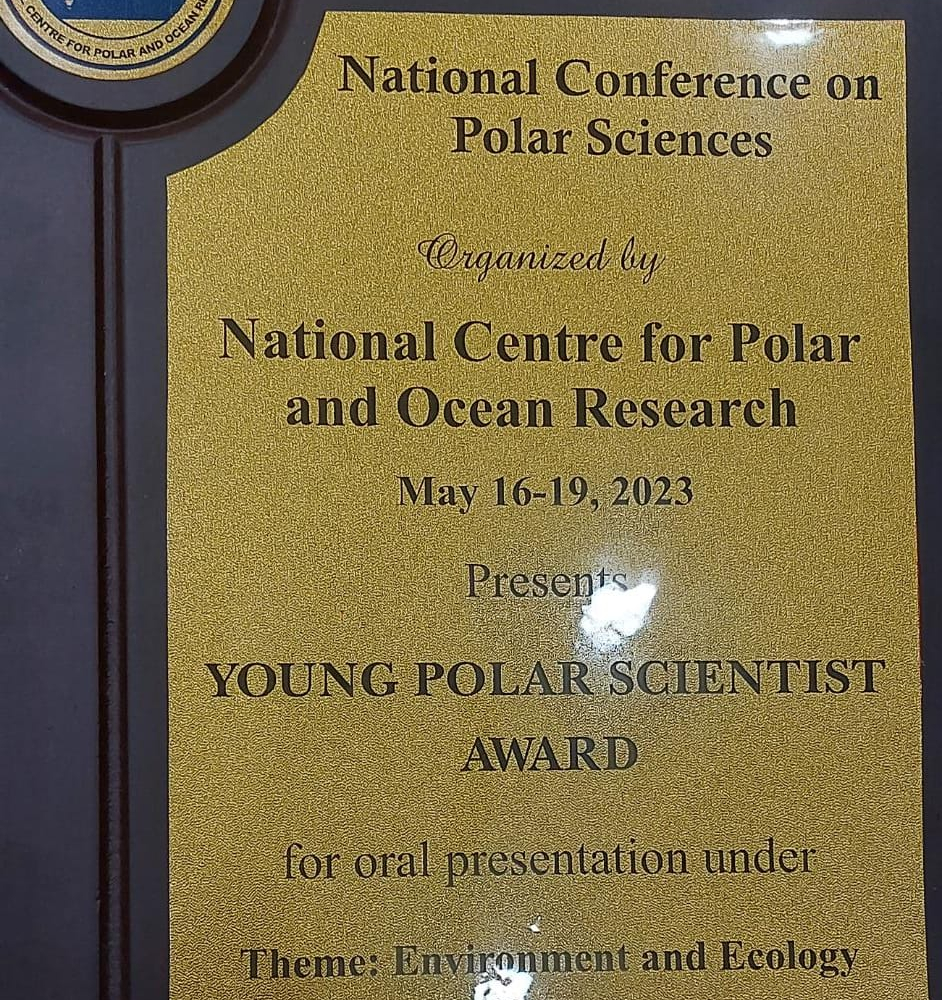 CENTRE FOR POLAR AND OCEAN
National Conference on
Polar Sciences
Organized by
National Centre for Polar
and Ocean Research
May 16-19, 2023
Presents
YOUNG POLAR SCIENTIST
AWARD
for oral presentation under
Theme: Environment and Ecology